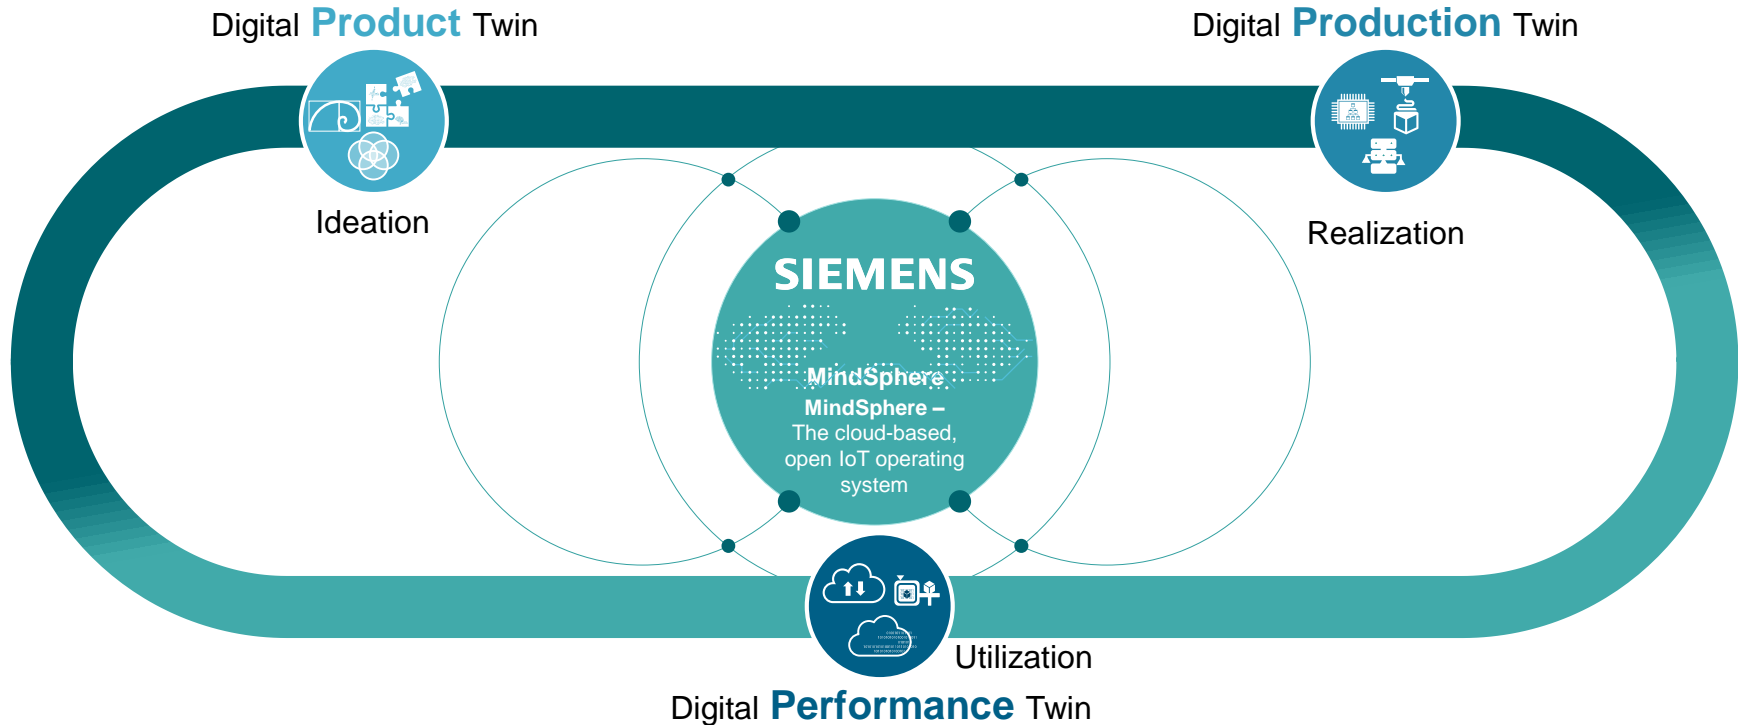 Digital Product Twin
Digital Production Twin
Ideation
Realization
SIEMENS
MindSphere
MindSphere –
The cloud-based,
open IoT operating
system
Utilization
Digital Performance Twin